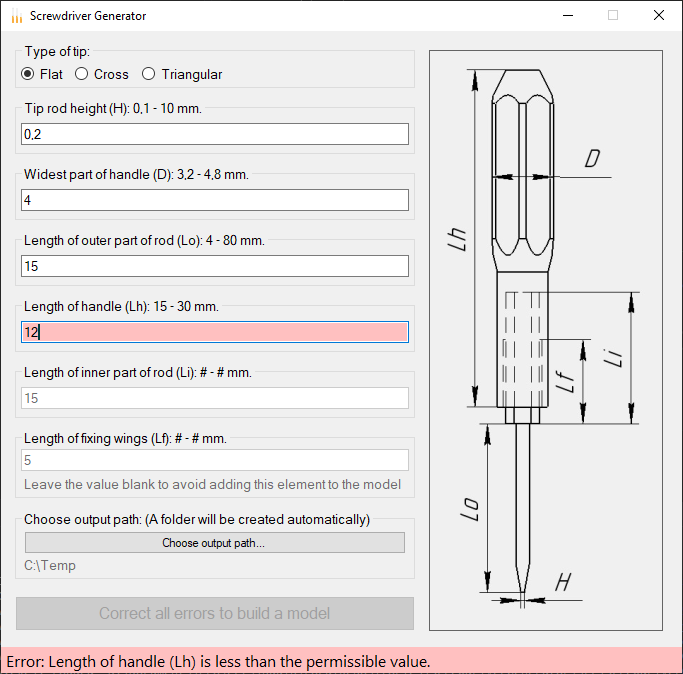 Screwdriver Generator
Type of tip:
Flat Cross Triangular
Tip rod height (H): 0,1 - 10 mm.
0,2
Widest part of handle (D): 3,2 - 4,8 mm.
4
Length of outer part of rod (Lo): 4 - 80 mm.
15
Length of handle (Lh): 15 - 30 mm.
12
Length of inner part of rod (Li): # - # mm.
15
Length of fixing wings (Lf): # - # mm.
5
Leave the value blank to avoid adding this element to the model
Choose output path: (A folder will be created automatically)
Choose output path...
C:\Temp
Correct all errors to build a model
D
Lh
Li
Lf
Lo
H
Error: Length of handle (Lh) is less than the permissible value.